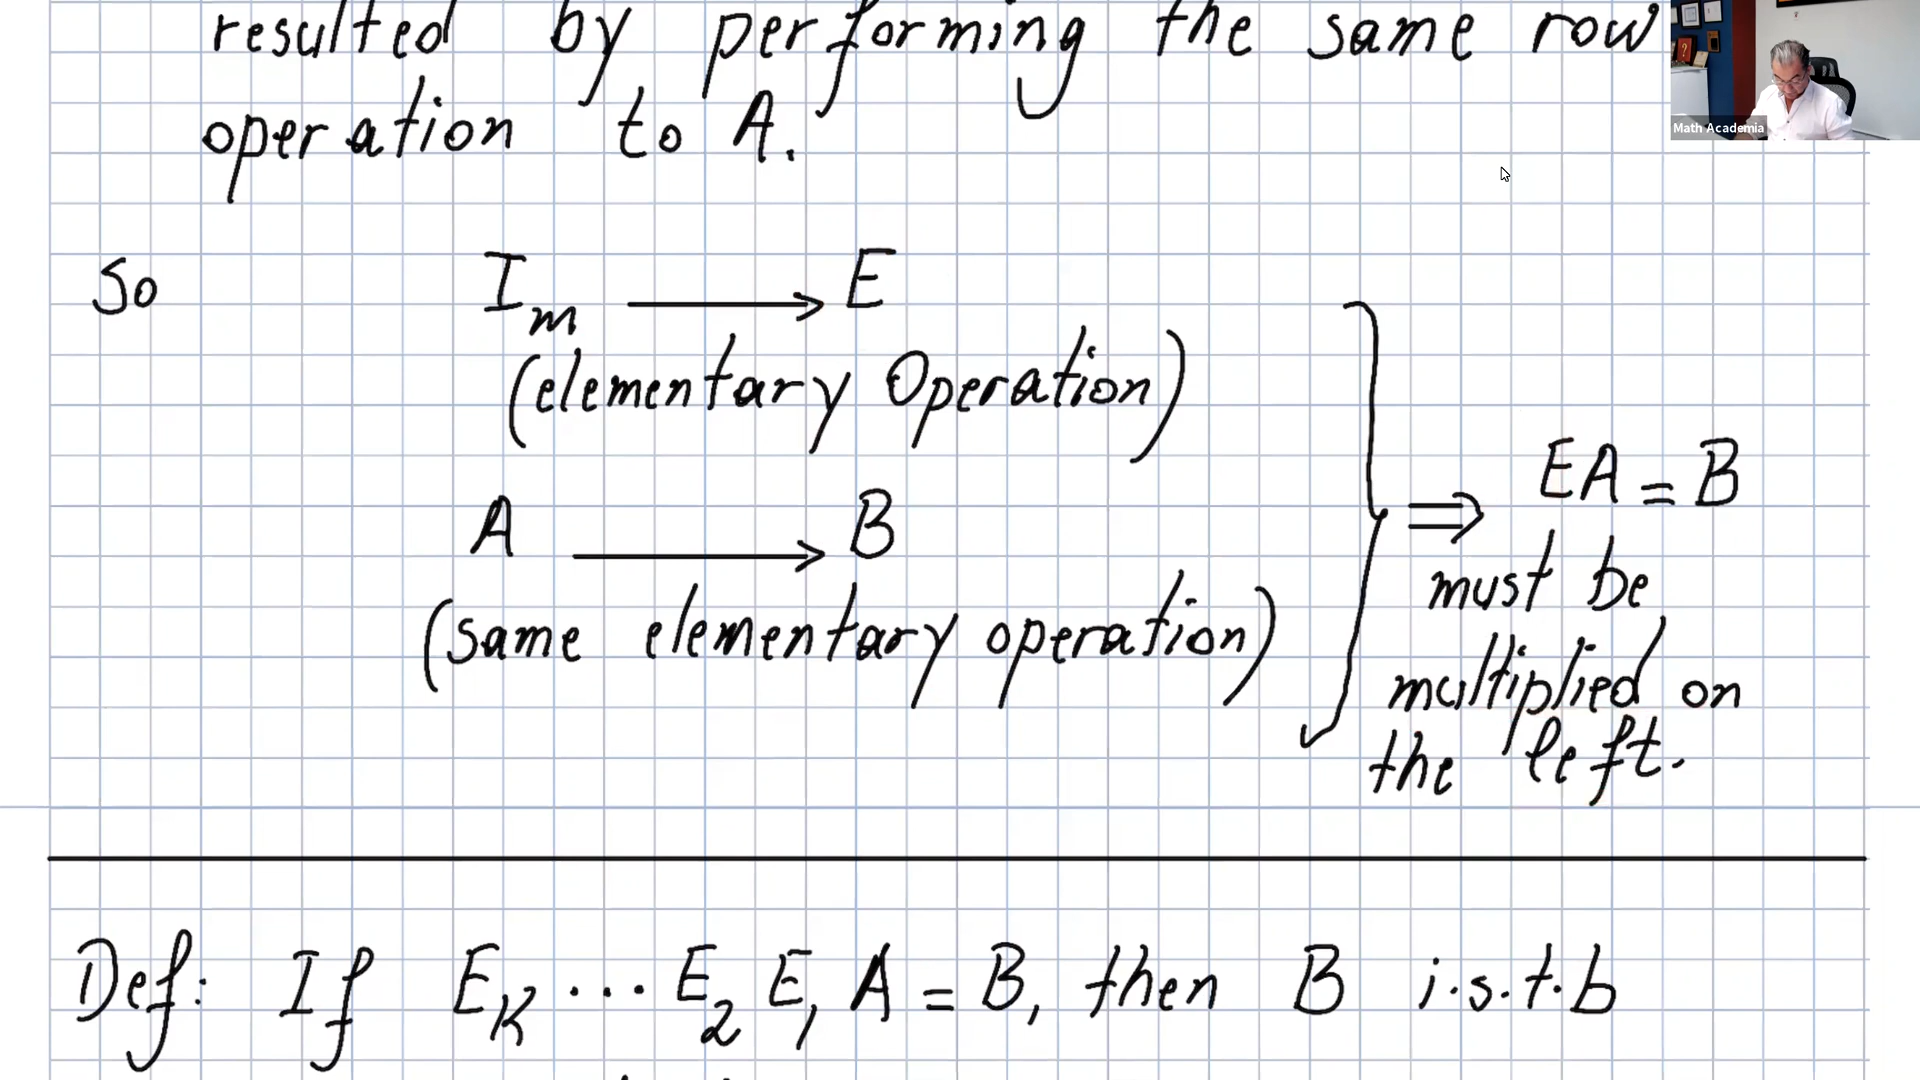 resulted by performing the same row
operation to A.
Math Academia
So I_m → E
(elementary Operation)
A → B
(same elementary operation)
⇒ EA = B
must be
multiplied on
the left.
Def: If E_K ... E_2 E_1 A = B, then B i.s.t.b